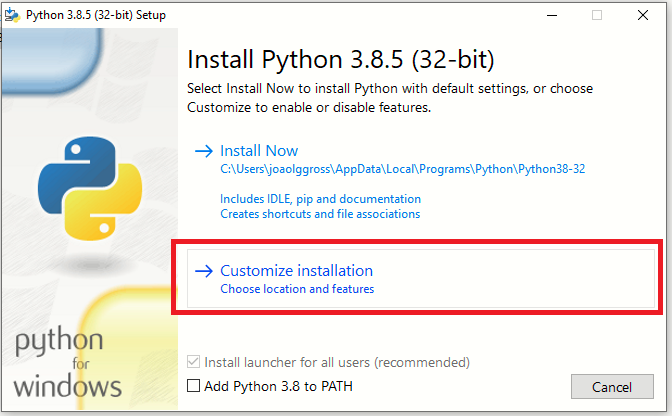 Python 3.8.5 (32-bit) Setup
Install Python 3.8.5 (32-bit)
Select Install Now to install Python with default settings, or choose
Customize to enable or disable features.
Install Now
C:\Users\joaolggross\AppData\Local\Programs\Python\Python38-32
Includes IDLE, pip and documentation
Creates shortcuts and file associations
Customize installation
Choose location and features
python
for
windows
Install launcher for all users (recommended)
Add Python 3.8 to PATH
Cancel